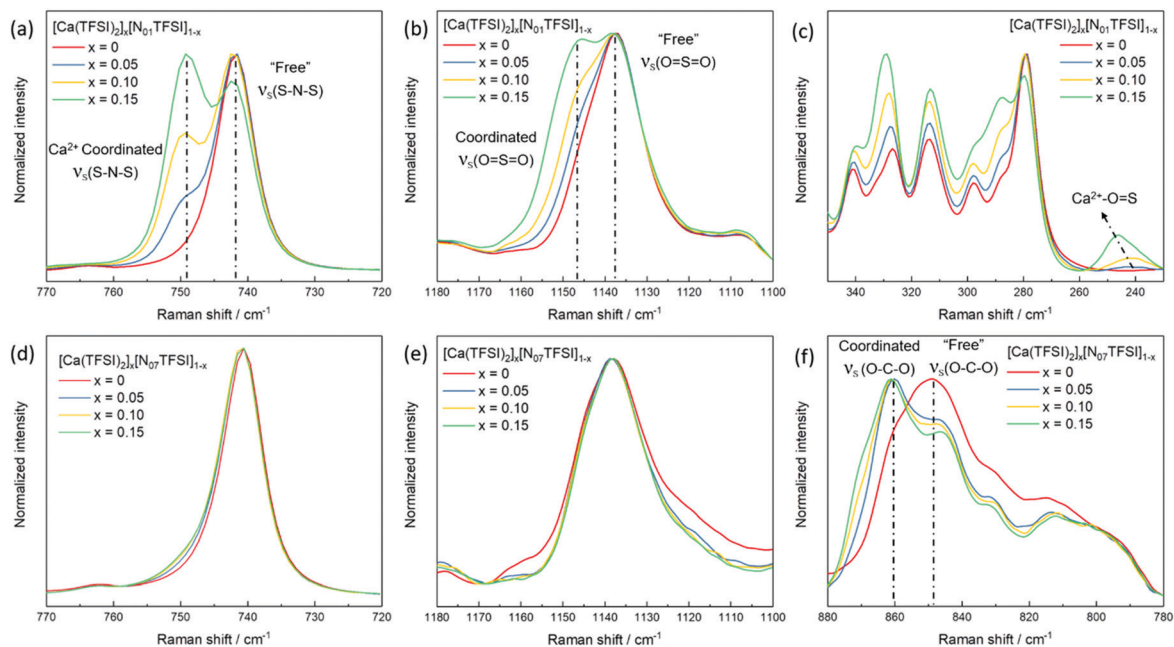 (a)
[Ca(TFSI)₂]ₓ[N₀₁TFSI]₁₋ₓ
x = 0
x = 0.05
x = 0.10
x = 0.15
"Free"
νₛ(S-N-S)
Ca²⁺ Coordinated
νₛ(S-N-S)
Normalized intensity
770 760 750 740 730 720
Raman shift / cm⁻¹
(b)
[Ca(TFSI)₂]ₓ[N₀₁TFSI]₁₋ₓ
x = 0
x = 0.05
x = 0.10
x = 0.15
"Free"
νₛ(O=S=O)
Coordinated
νₛ(O=S=O)
Normalized intensity
1180 1170 1160 1150 1140 1130 1120 1110 1100
Raman shift / cm⁻¹
(c)
[Ca(TFSI)₂]ₓ[N₀₁TFSI]₁₋ₓ
x = 0
x = 0.05
x = 0.10
x = 0.15
Ca²⁺-O=S
Normalized intensity
340 320 300 280 260 240
Raman shift / cm⁻¹
(d)
[Ca(TFSI)₂]ₓ[N₀₇TFSI]₁₋ₓ
x = 0
x = 0.05
x = 0.10
x = 0.15
Normalized intensity
770 760 750 740 730 720
Raman shift / cm⁻¹
(e)
[Ca(TFSI)₂]ₓ[N₀₇TFSI]₁₋ₓ
x = 0
x = 0.05
x = 0.10
x = 0.15
Normalized intensity
1180 1170 1160 1150 1140 1130 1120 1110 1100
Raman shift / cm⁻¹
(f)
Coordinated
νₛ(O-C-O)
"Free"
νₛ(O-C-O)
[Ca(TFSI)₂]ₓ[N₀₇TFSI]₁₋ₓ
x = 0
x = 0.05
x = 0.10
x = 0.15
Normalized intensity
880 860 840 820 800 780
Raman shift / cm⁻¹